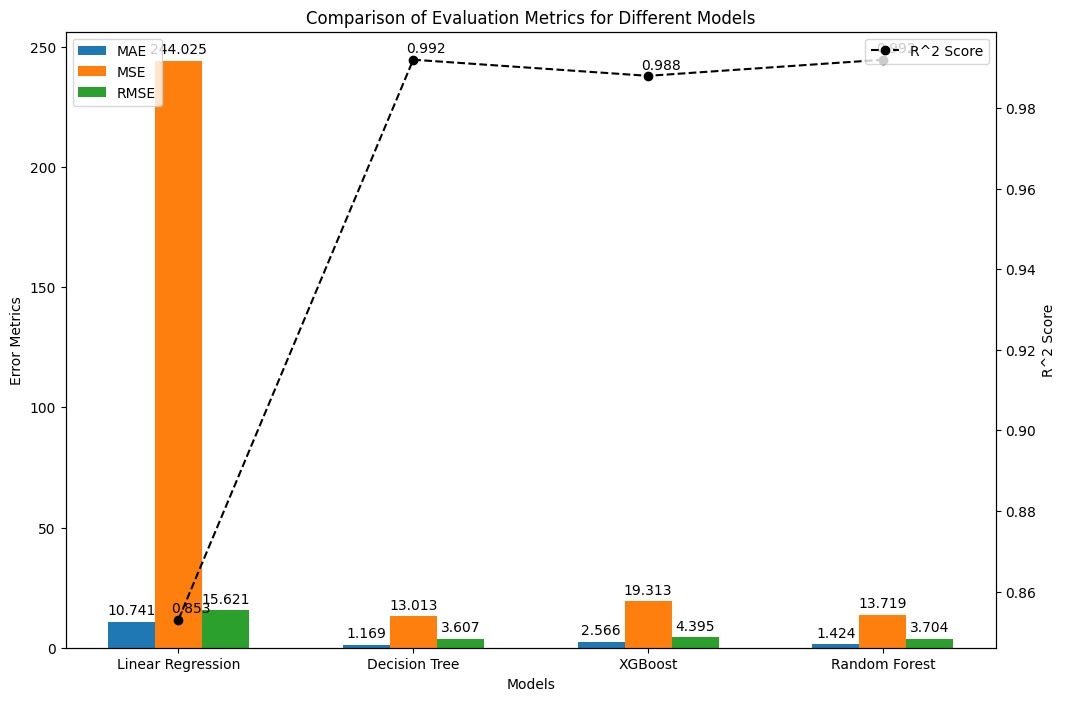 Comparison of Evaluation Metrics for Different Models
MAE
MSE
RMSE
R^2 Score
244.025
0.992
0.988
250
200
150
100
50
0
0.98
0.96
0.94
0.92
0.90
0.88
0.86
Error Metrics
R^2 Score
10.741
0.853
15.621
1.169
13.013
3.607
2.566
19.313
4.395
1.424
13.719
3.704
Linear Regression
Decision Tree
XGBoost
Random Forest
Models